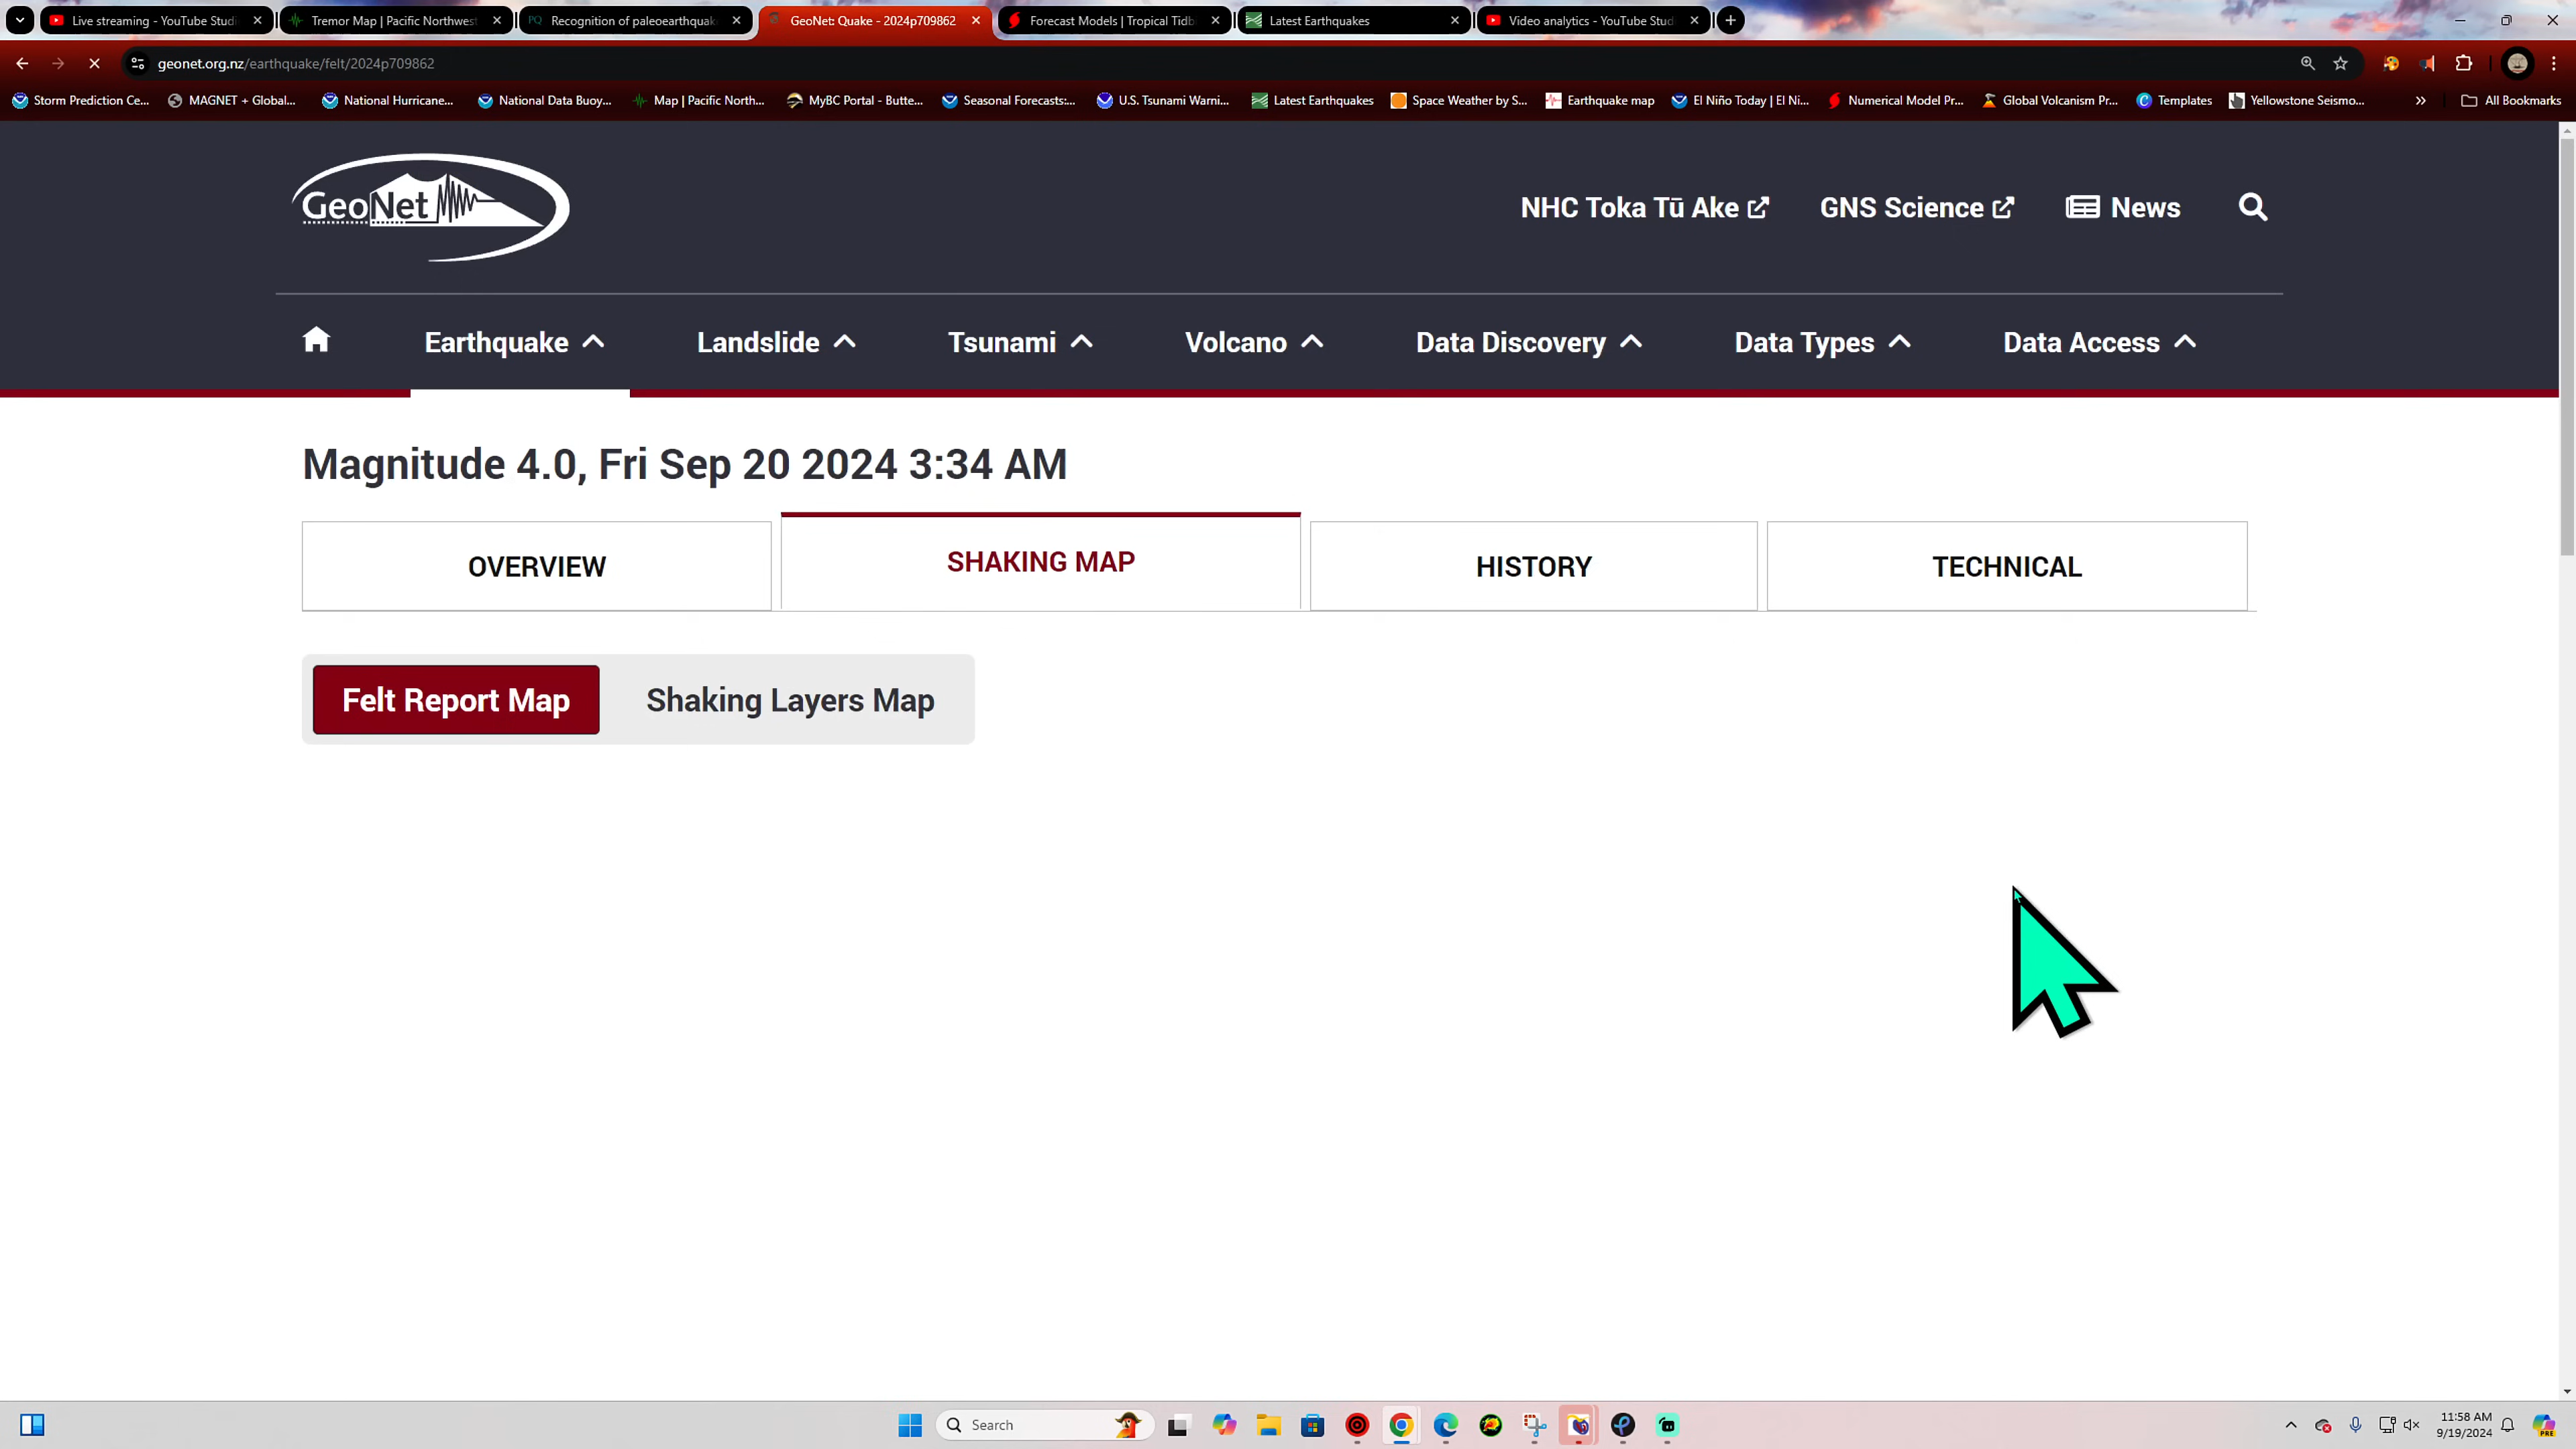 Live streaming - YouTube Studi
Tremor Map | Pacific Northwest
Recognition of paleoearthquake
GeoNet: Quake - 2024p709862
Forecast Models | Tropical Tidbi
Latest Earthquakes
Video analytics - YouTube Stud
geonet.org.nz/earthquake/felt/2024p709862
Storm Prediction Ce...
MAGNET + Global...
National Hurricane...
National Data Buoy...
Map | Pacific North...
MyBC Portal - Butte...
Seasonal Forecasts:...
U.S. Tsunami Warni...
Latest Earthquakes
Space Weather by S...
Earthquake map
El Niño Today | El Ni...
Numerical Model Pr...
Global Volcanism Pr...
Templates
Yellowstone Seismo...
All Bookmarks
GeoNet
NHC Toka Tū Ake
GNS Science
News
Earthquake
Landslide
Tsunami
Volcano
Data Discovery
Data Types
Data Access
Magnitude 4.0, Fri Sep 20 2024 3:34 AM
OVERVIEW
SHAKING MAP
HISTORY
TECHNICAL
Felt Report Map
Shaking Layers Map
Search
11:58 AM
9/19/2024
PRE